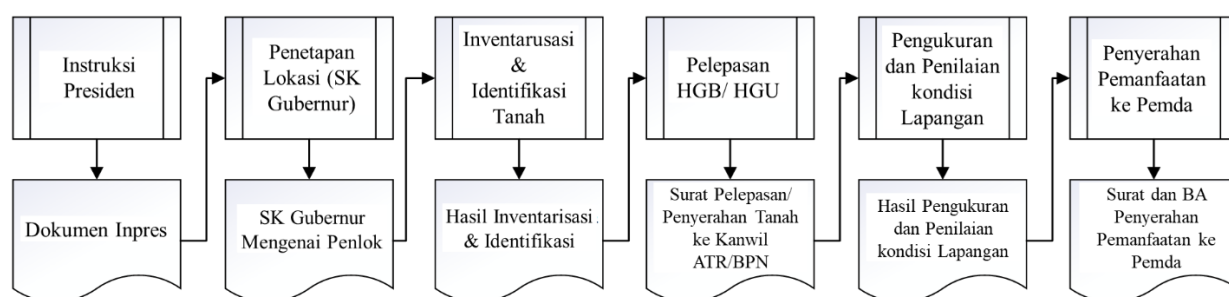 Instruksi
Presiden
Penetapan
Lokasi (SK
Gubernur)
Inventarusasi
&
Identifikasi
Tanah
Pelepasan
HGB/ HGU
Pengukuran
dan Penilaian
kondisi
Lapangan
Penyerahan
Pemanfaatan
ke Pemda
Dokumen Inpres
SK Gubernur
Mengenai Penlok
Hasil Inventarisasi
& Identifikasi
Surat Pelepasan/
Penyerahan Tanah
ke Kanwil
ATR/BPN
Hasil Pengukuran
dan Penilaian
kondisi Lapangan
Surat dan BA
Penyerahan
Pemanfaatan ke
Pemda